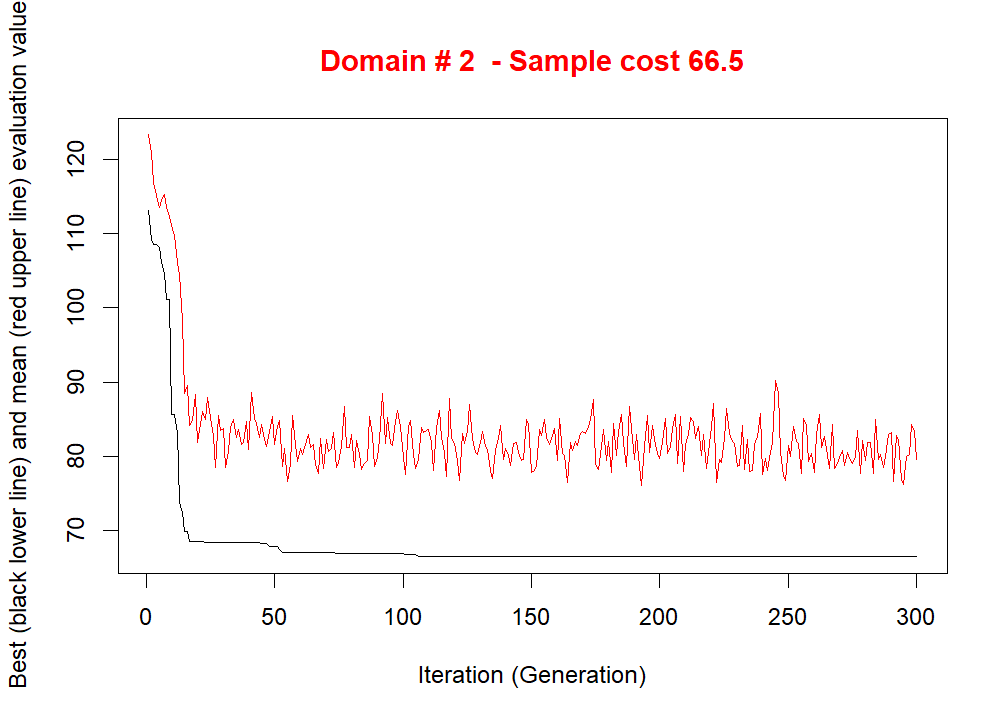 Domain # 2  - Sample cost 66.5
Best (black lower line) and mean (red upper line) evaluation value
120
110
100
90
80
70
0 50 100 150 200 250 300
Iteration (Generation)